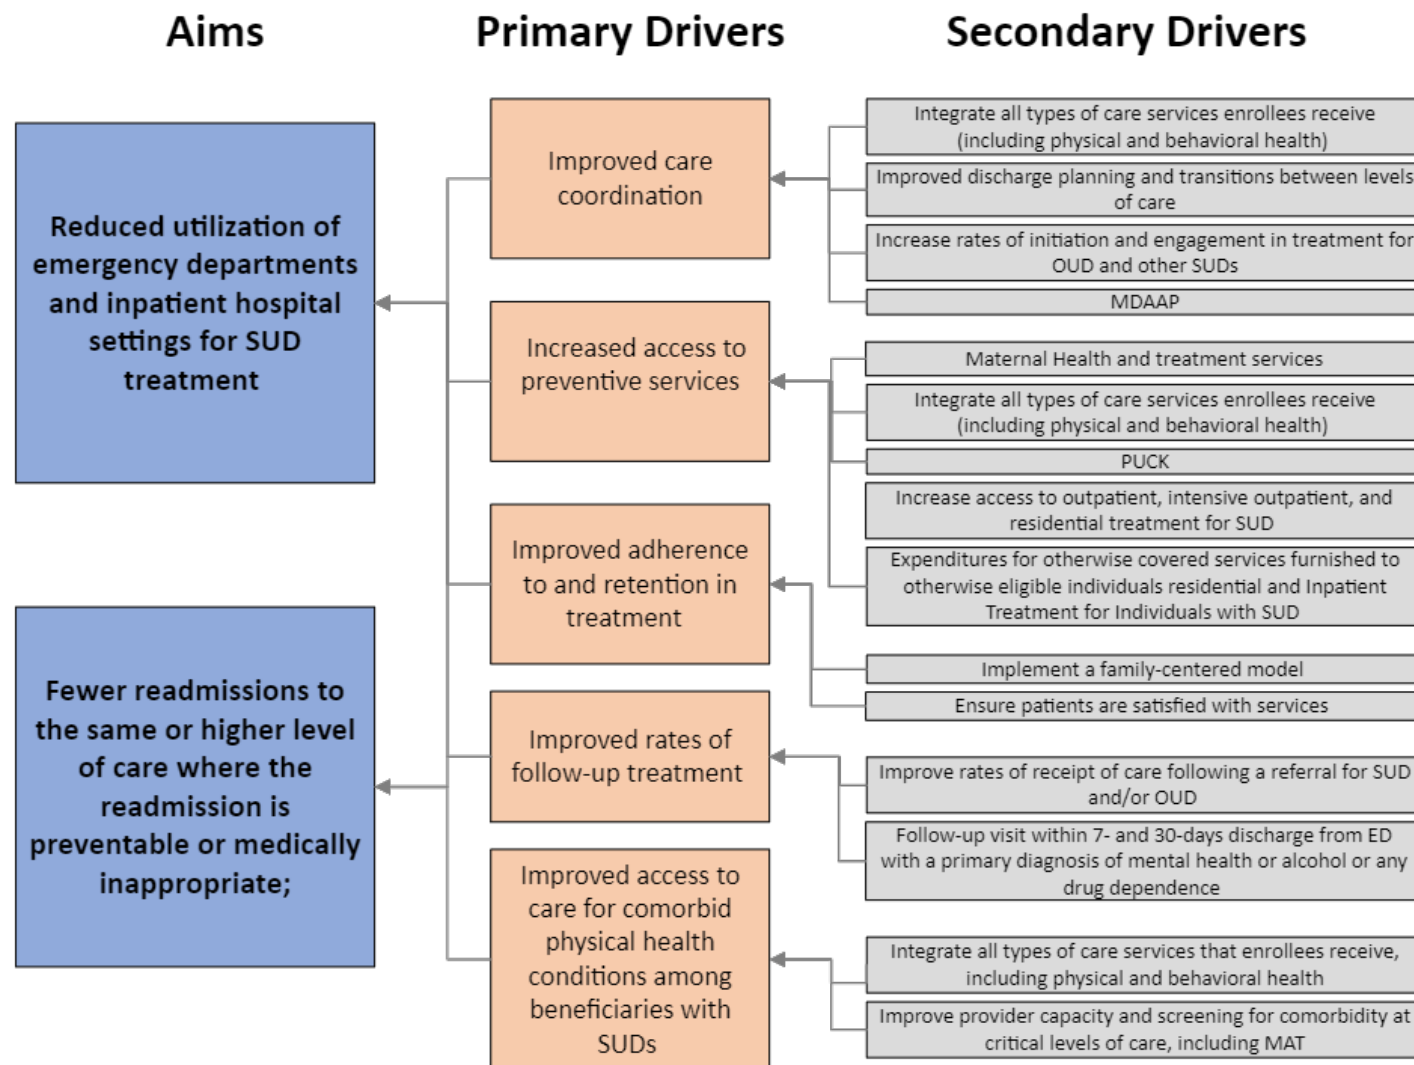 Aims
Primary Drivers
Secondary Drivers
Reduced utilization of
emergency departments
and inpatient hospital
settings for SUD
treatment
Fewer readmissions to
the same or higher level
of care where the
readmission is
preventable or medically
inappropriate;
Improved care
coordination
Increased access to
preventive services
Improved adherence
to and retention in
treatment
Improved rates of
follow-up treatment
Improved access to
care for comorbid
physical health
conditions among
beneficiaries with
SUDs
Integrate all types of care services enrollees receive
(including physical and behavioral health)
Improved discharge planning and transitions between levels
of care
Increase rates of initiation and engagement in treatment for
OUD and other SUDs
MDAAP
Maternal Health and treatment services
Integrate all types of care services enrollees receive
(including physical and behavioral health)
PUCK
Increase access to outpatient, intensive outpatient, and
residential treatment for SUD
Expenditures for otherwise covered services furnished to
otherwise eligible individuals residential and Inpatient
Treatment for Individuals with SUD
Implement a family-centered model
Ensure patients are satisfied with services
Improve rates of receipt of care following a referral for SUD
and/or OUD
Follow-up visit within 7- and 30-days discharge from ED
with a primary diagnosis of mental health or alcohol or any
drug dependence
Integrate all types of care services that enrollees receive,
including physical and behavioral health
Improve provider capacity and screening for comorbidity at
critical levels of care, including MAT